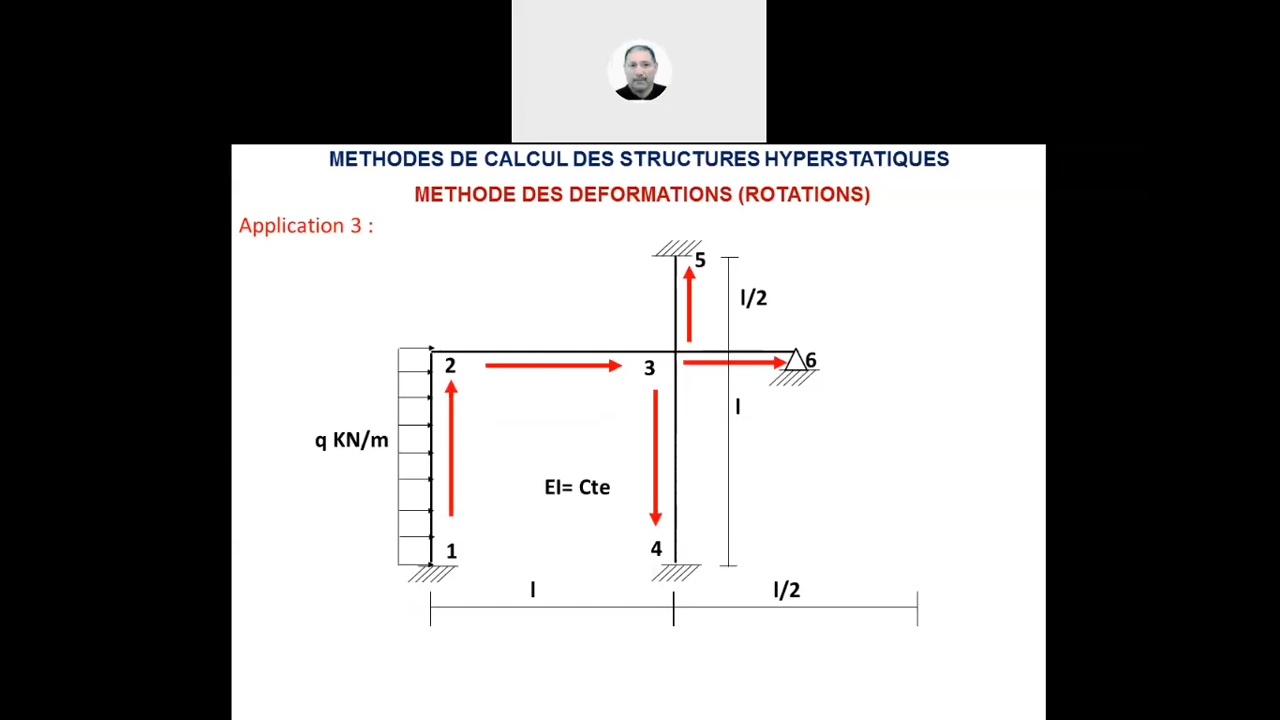 METHODES DE CALCUL DES STRUCTURES HYPERSTATIQUES
METHODE DES DEFORMATIONS (ROTATIONS)
Application 3 :
5
l/2
2
3
6
l
q KN/m
EI= Cte
1
4
l
l/2